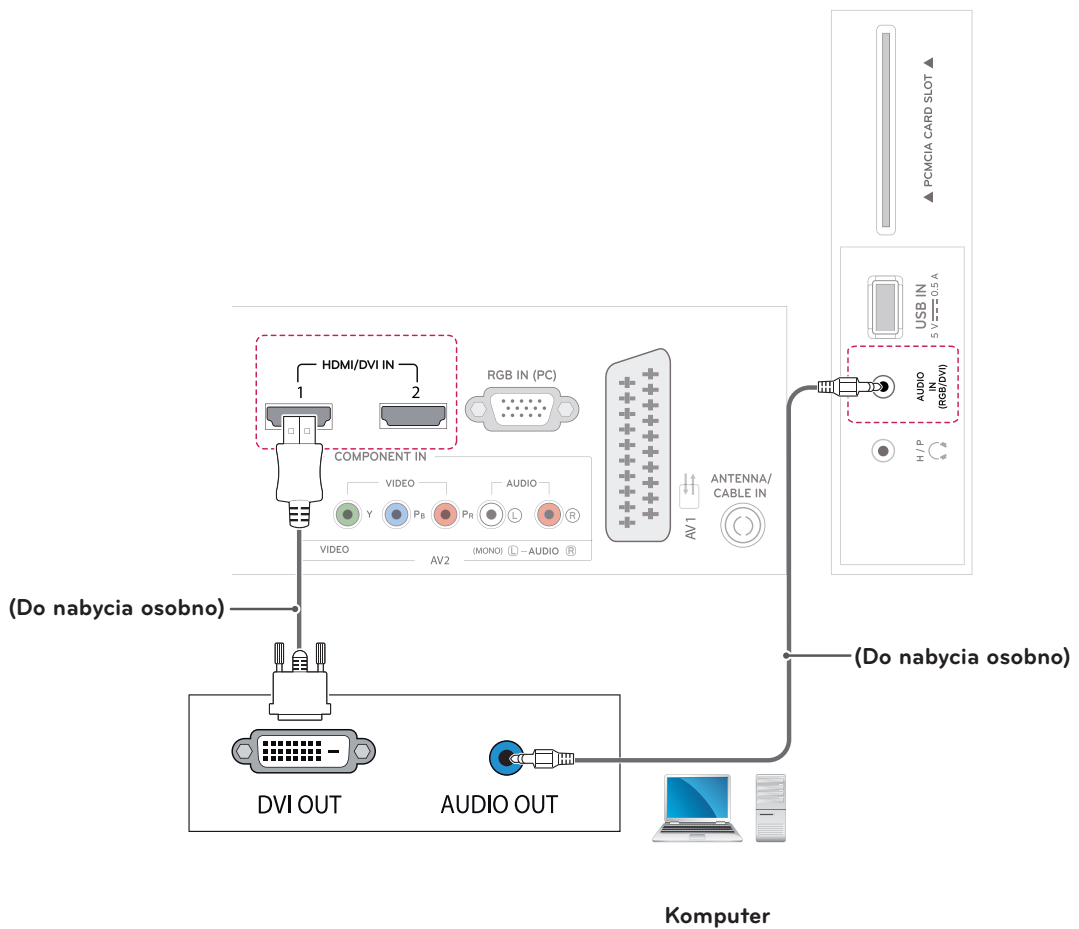 ▲ PCMCIA CARD SLOT ▲
USB IN
5 V 0.5 A
AUDIO
IN
(RGB/DVI)
H / P
HDMI/DVI IN
1 2
RGB IN (PC)
COMPONENT IN
VIDEO AUDIO
Y PB PR L R
VIDEO
AV2
(MONO) L - AUDIO R
AV 1
ANTENNA/
CABLE IN
(Do nabycia osobno)
(Do nabycia osobno)
DVI OUT
AUDIO OUT
Komputer